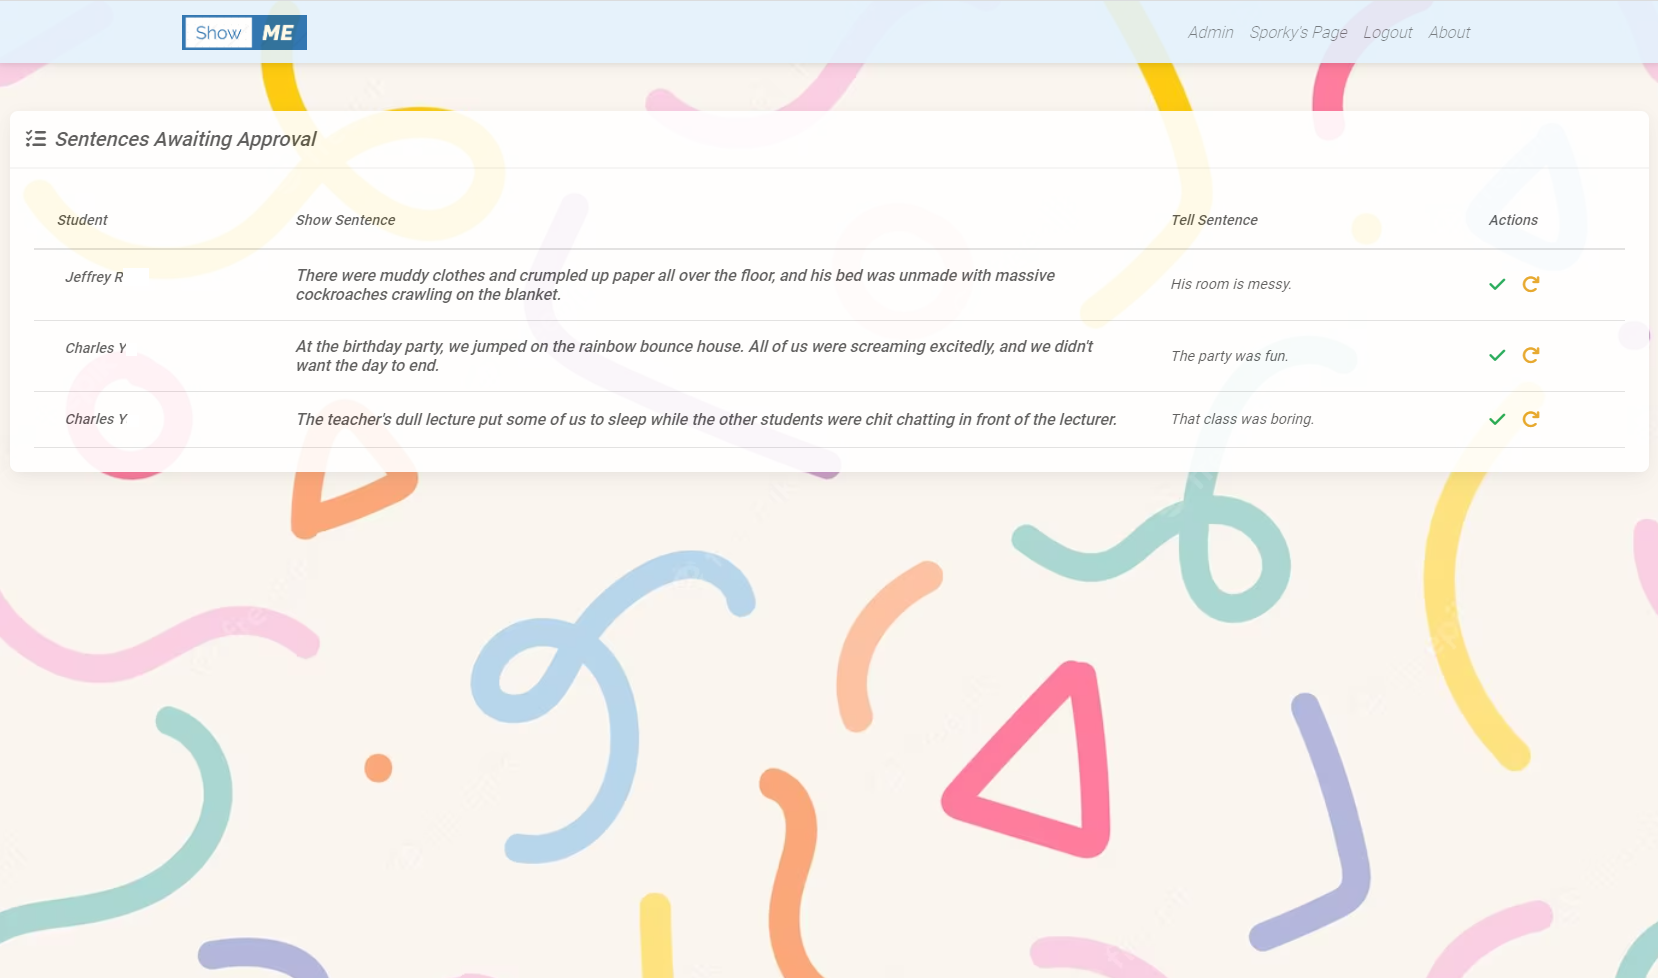 Show ME
Admin Sporky's Page Logout About
Sentences Awaiting Approval
Student Show Sentence Tell Sentence Actions
Jeffrey R
There were muddy clothes and crumpled up paper all over the floor, and his bed was unmade with massive
cockroaches crawling on the blanket.
His room is messy.
Charles Y
At the birthday party, we jumped on the rainbow bounce house. All of us were screaming excitedly, and we didn't
want the day to end.
The party was fun.
Charles Y
The teacher's dull lecture put some of us to sleep while the other students were chit chatting in front of the lecturer.
That class was boring.